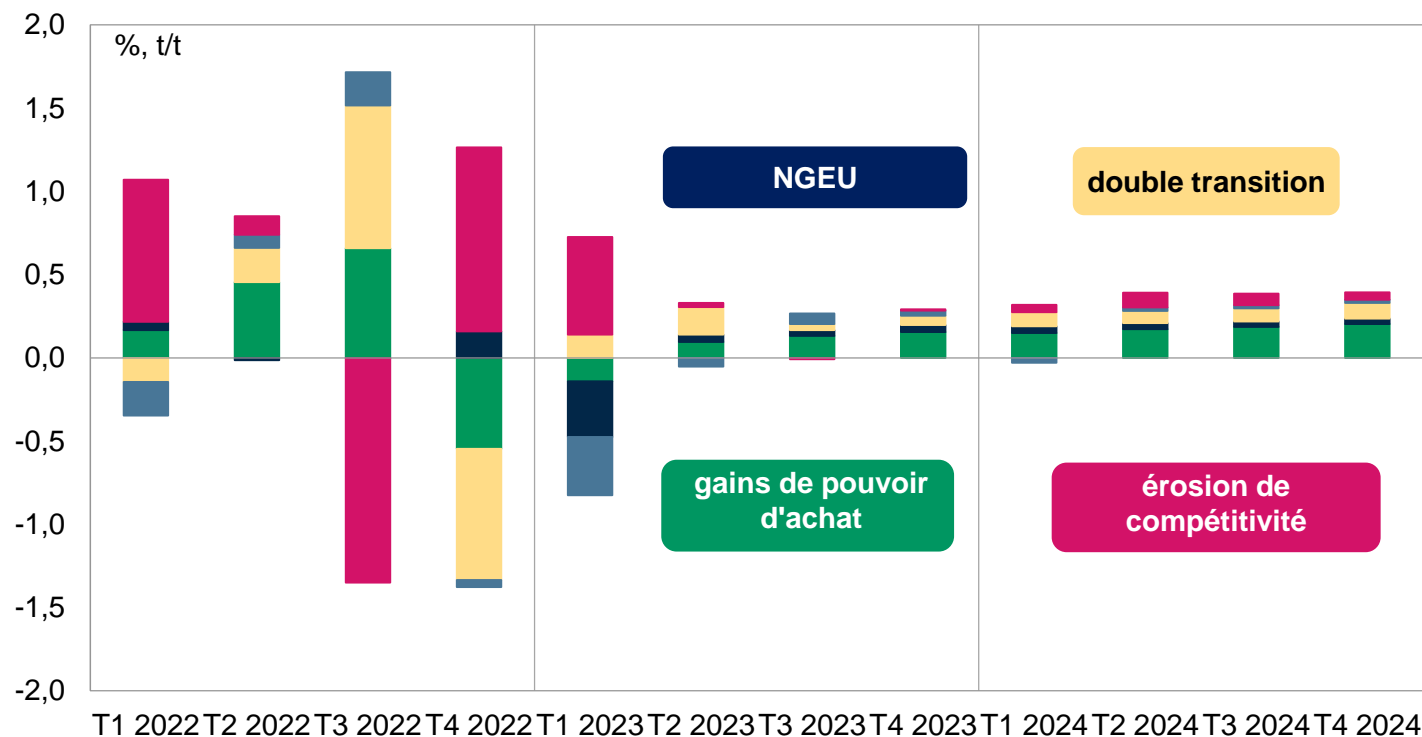 2,0
%, t/t
1,5
1,0
0,5
0,0
-0,5
-1,0
-1,5
-2,0
NGEU
double transition
gains de pouvoir
d'achat
érosion de
compétitivité
T1 2022 T2 2022 T3 2022 T4 2022 T1 2023 T2 2023 T3 2023 T4 2023 T1 2024 T2 2024 T3 2024 T4 2024